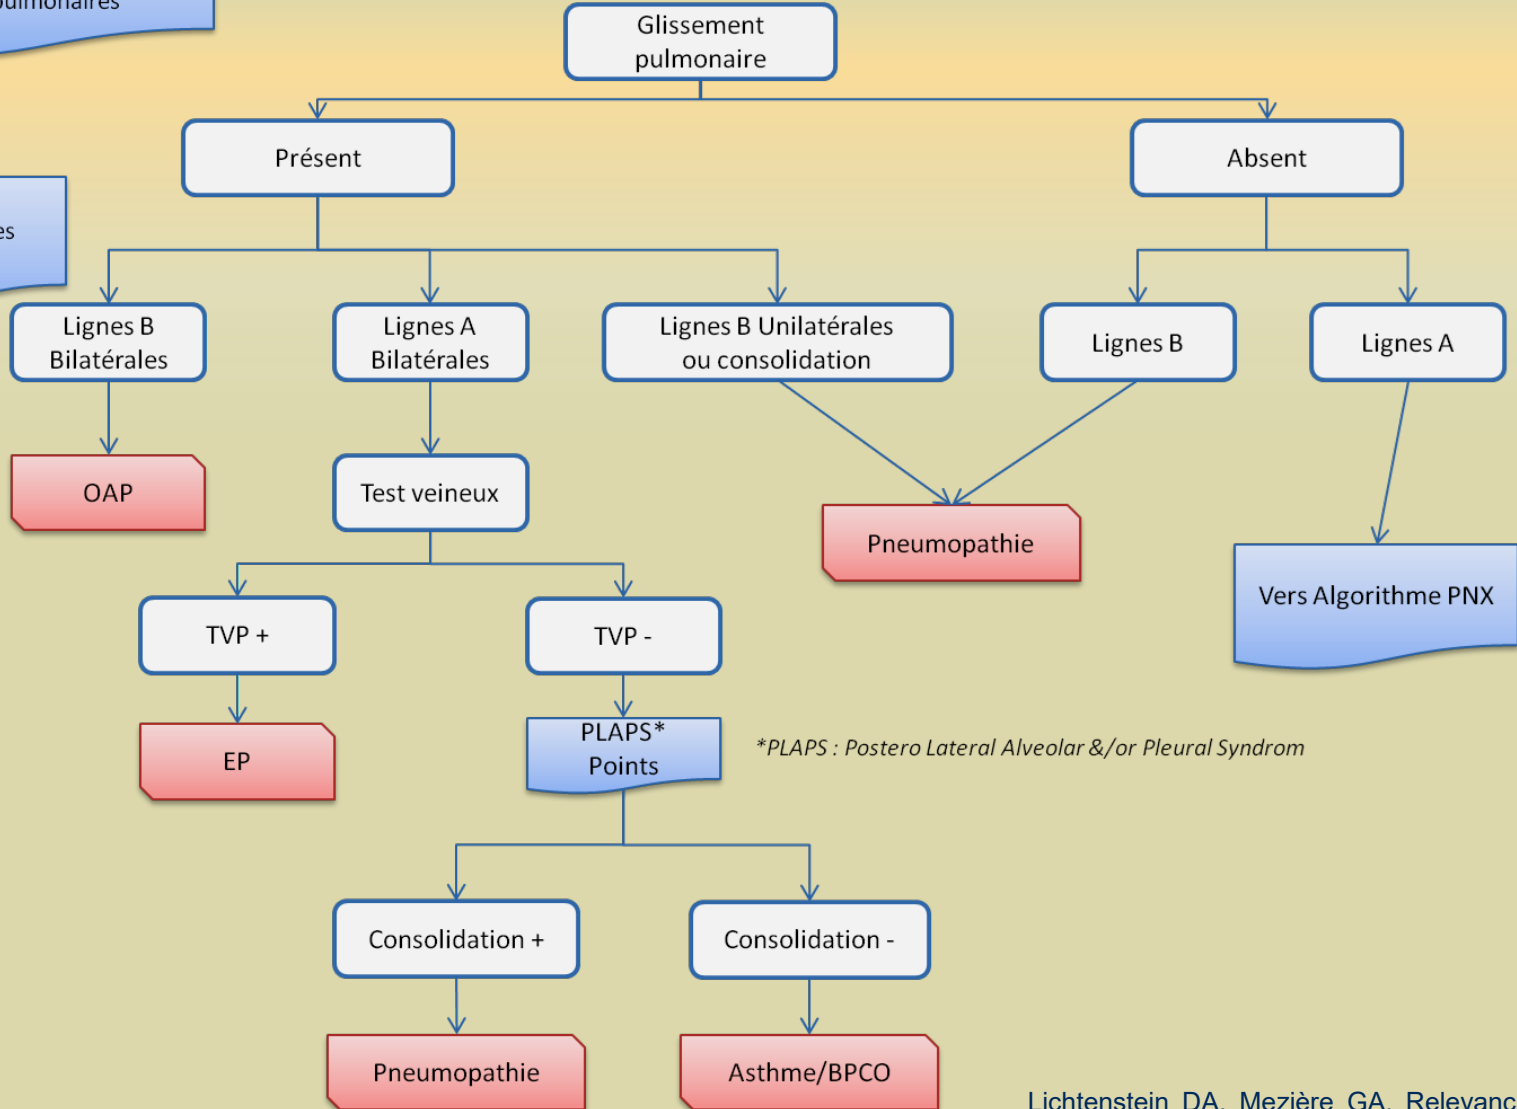 Glissement
pulmonaire
Présent
Absent
Lignes B
Bilatérales
Lignes A
Bilatérales
Lignes B Unilatérales
ou consolidation
Lignes B
Lignes A
OAP
Test veineux
Pneumopathie
Vers Algorithme PNX
TVP +
TVP -
EP
PLAPS*
Points
*PLAPS : Postero Lateral Alveolar &/or Pleural Syndrom
Consolidation +
Consolidation -
Pneumopathie
Asthme/BPCO
Lichtenstein DA, Mezière GA. Relevanc